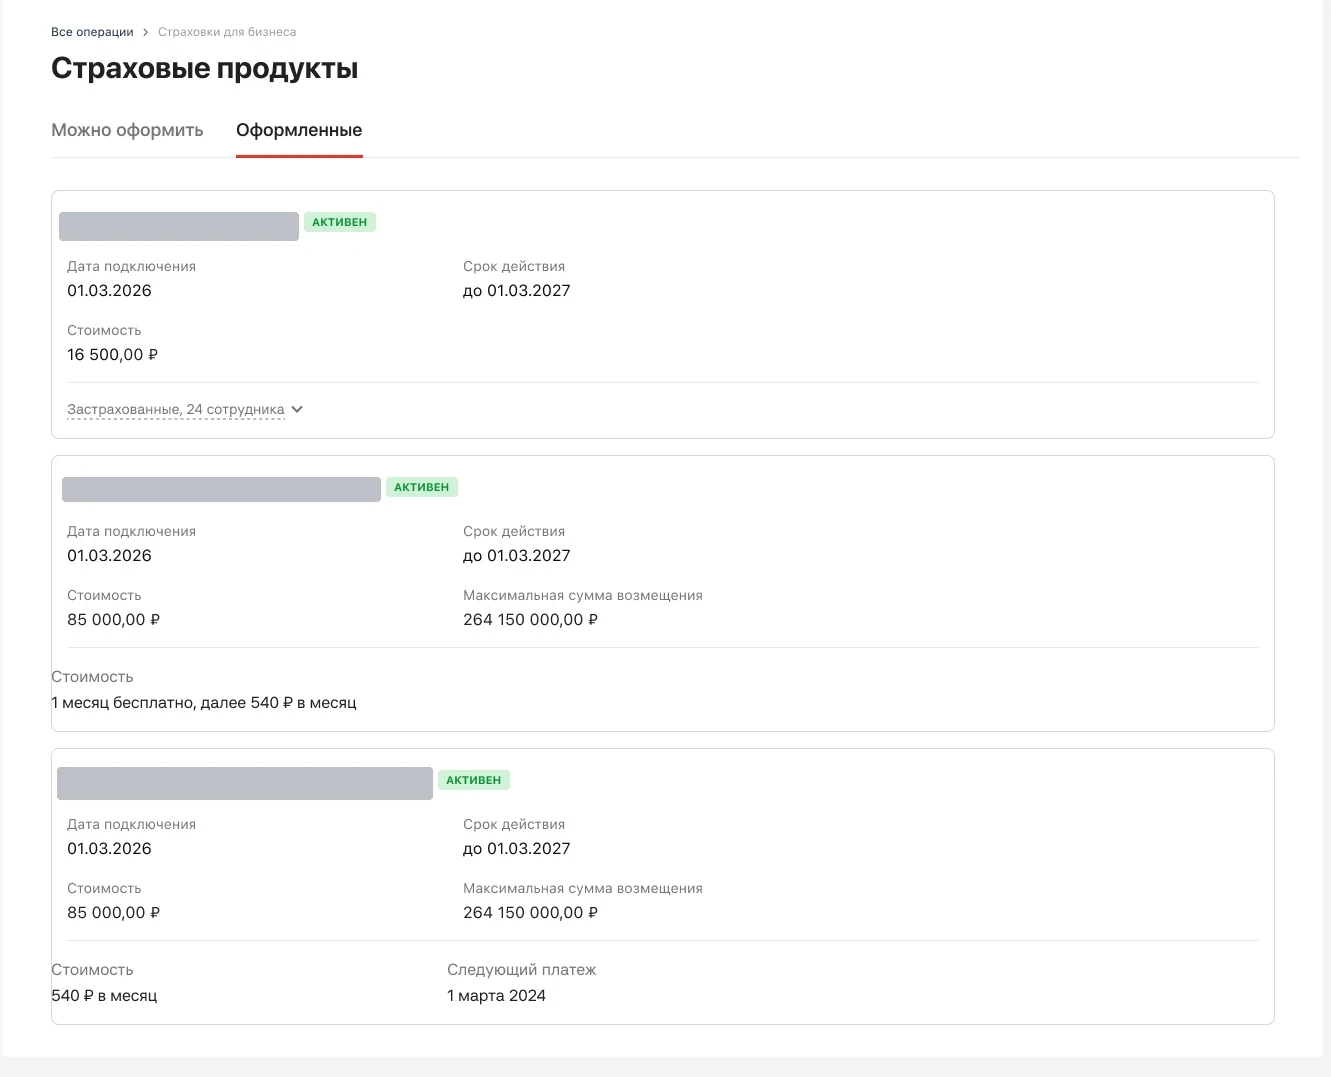 Все операции > Страховки для бизнеса
Страховые продукты
Можно оформить Оформленные
АКТИВЕН
Дата подключения Срок действия
01.03.2026 до 01.03.2027
Стоимость
16 500,00 ₽
Застрахованные, 24 сотрудника
АКТИВЕН
Дата подключения Срок действия
01.03.2026 до 01.03.2027
Стоимость Максимальная сумма возмещения
85 000,00 ₽ 264 150 000,00 ₽
Стоимость
1 месяц бесплатно, далее 540 ₽ в месяц
АКТИВЕН
Дата подключения Срок действия
01.03.2026 до 01.03.2027
Стоимость Максимальная сумма возмещения
85 000,00 ₽ 264 150 000,00 ₽
Стоимость Следующий платеж
540 ₽ в месяц 1 марта 2024